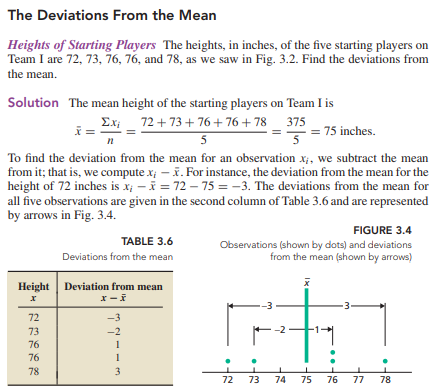 The Deviations From the Mean
Heights of Starting Players The heights, in inches, of the five starting players on
Team I are 72, 73, 76, 76, and 78, as we saw in Fig. 3.2. Find the deviations from
the mean.
Solution The mean height of the starting players on Team I is
x̄ = Σxᵢ / n = (72 + 73 + 76 + 76 + 78) / 5 = 375 / 5 = 75 inches.
To find the deviation from the mean for an observation xᵢ, we subtract the mean
from it; that is, we compute xᵢ − x̄. For instance, the deviation from the mean for the
height of 72 inches is xᵢ − x̄ = 72 − 75 = −3. The deviations from the mean for
all five observations are given in the second column of Table 3.6 and are represented
by arrows in Fig. 3.4.
TABLE 3.6
Deviations from the mean
Height Deviation from mean
x x − x̄
72 −3
73 −2
76 1
76 1
78 3
FIGURE 3.4
Observations (shown by dots) and deviations
from the mean (shown by arrows)
x̄
−3 3
−2 1
72 73 74 75 76 77 78